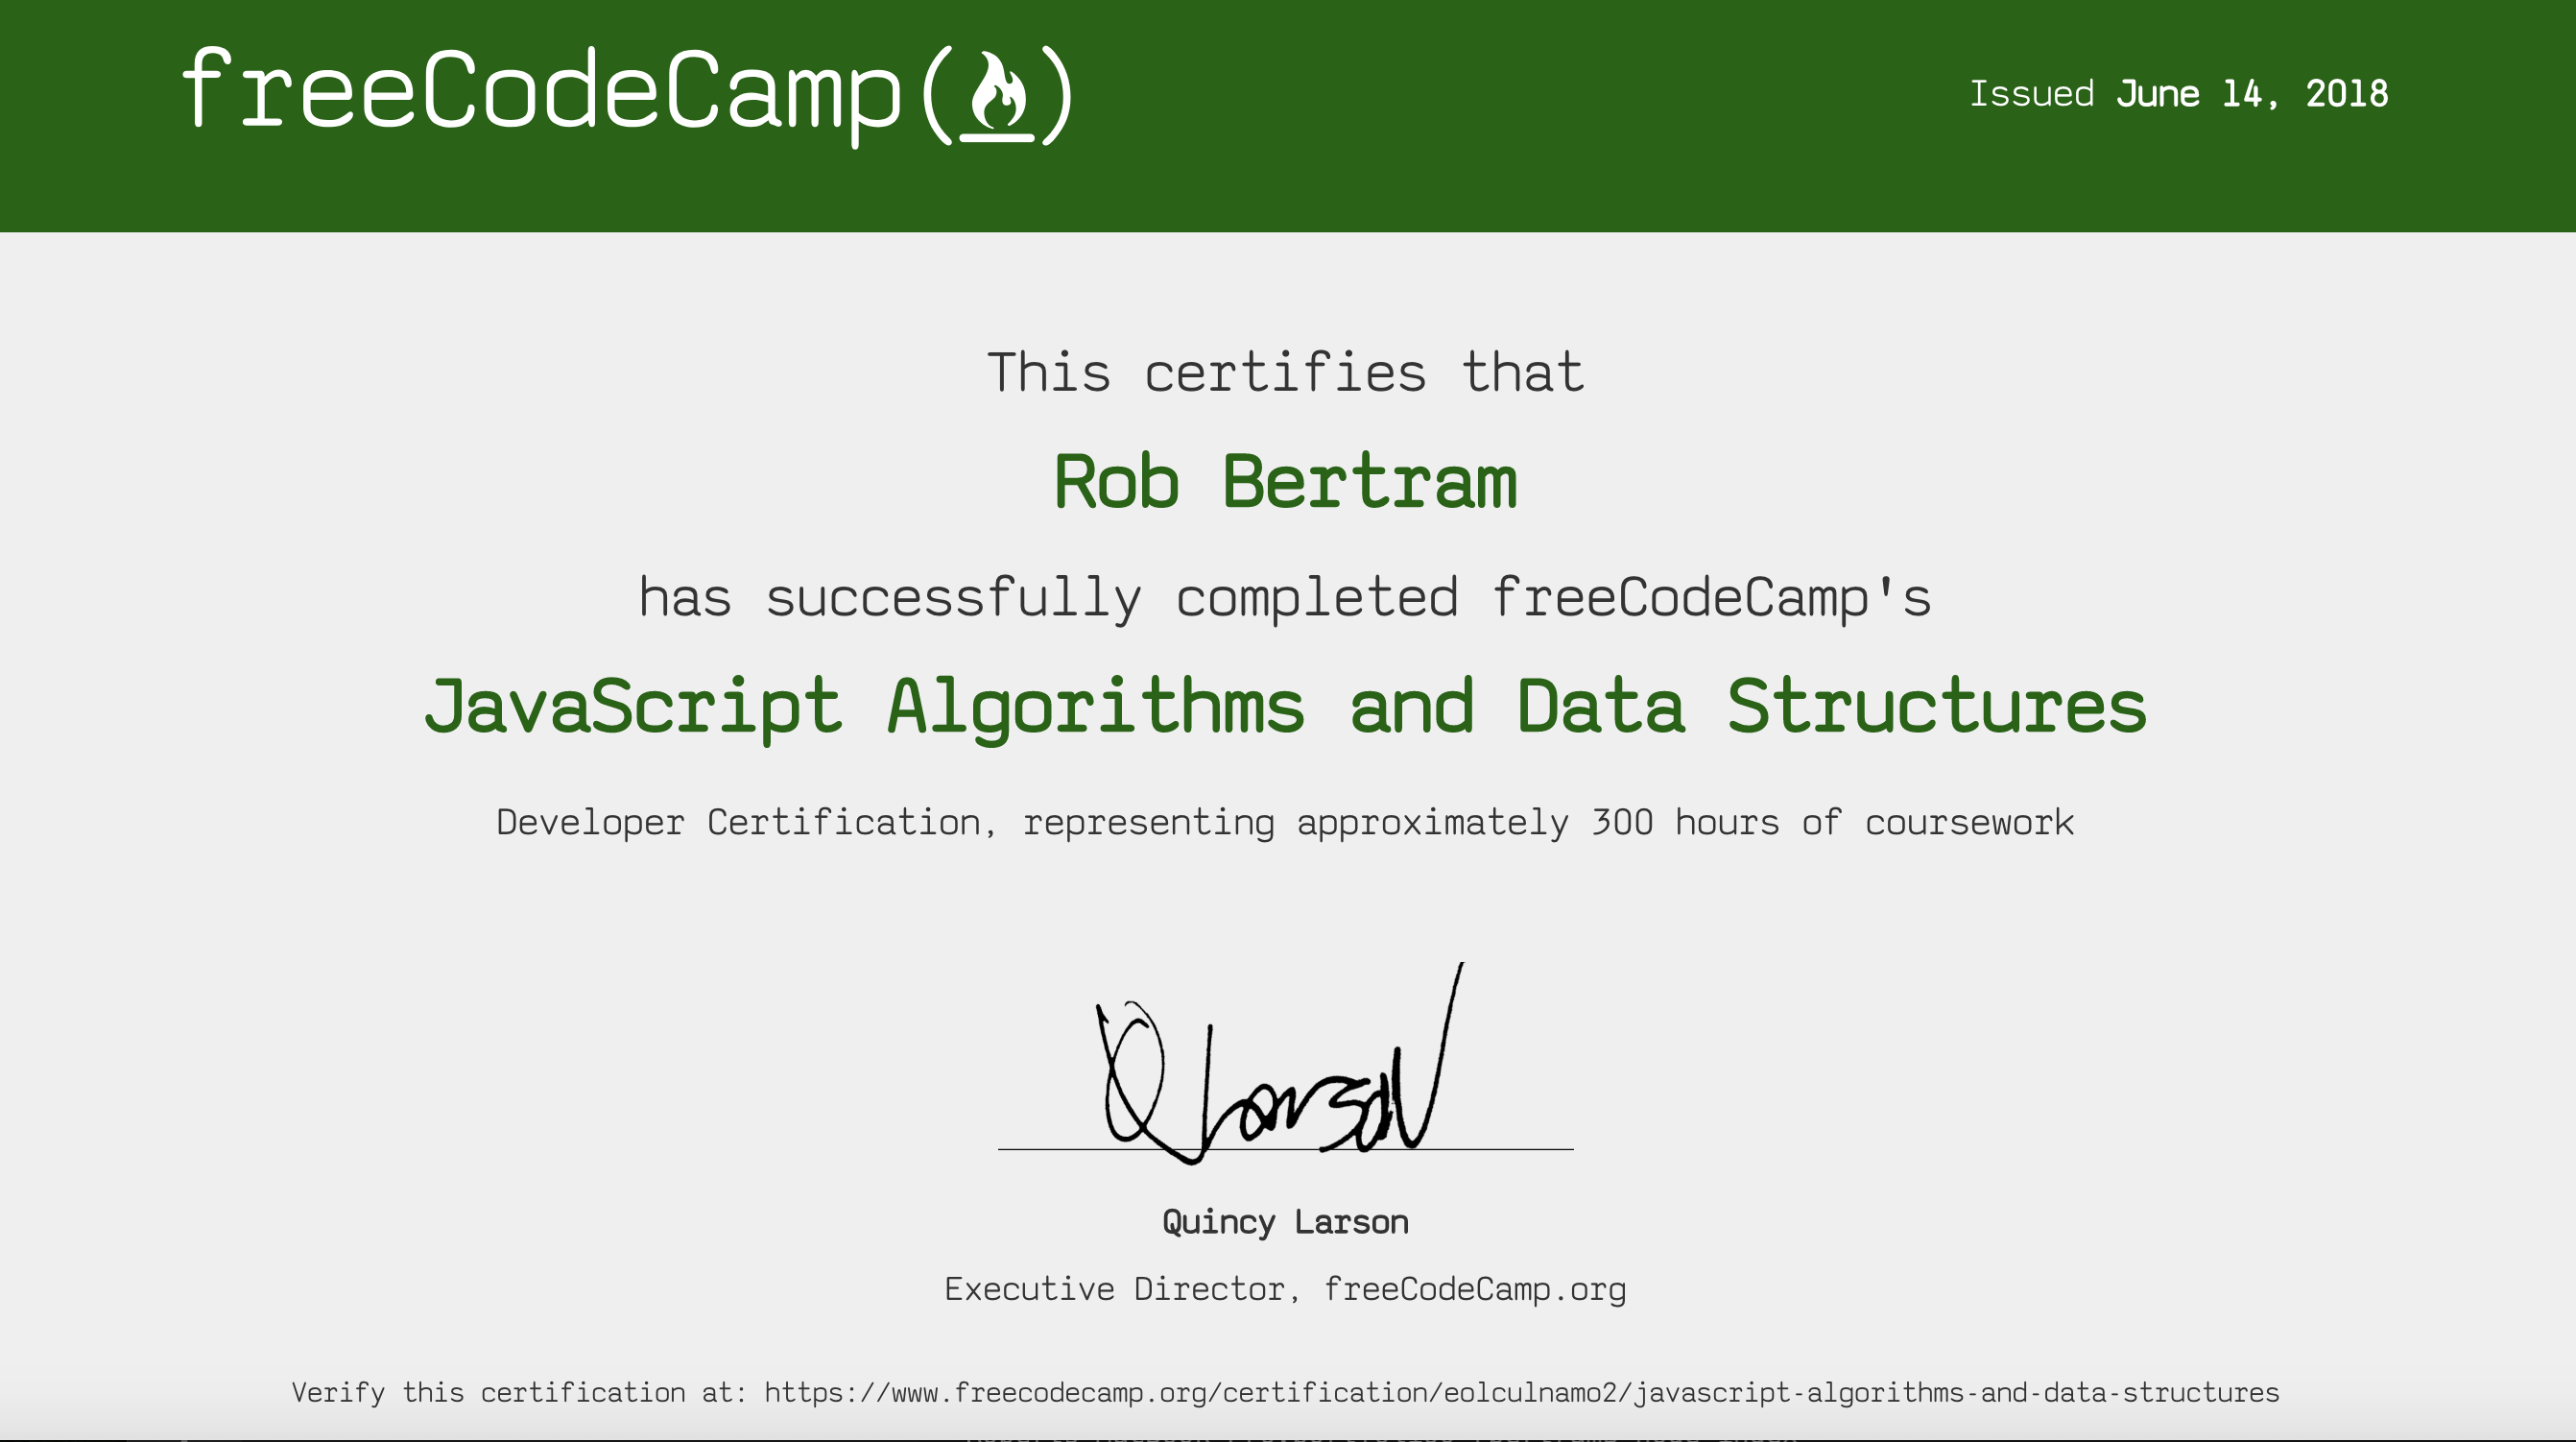 freeCodeCamp(🔥)
Issued June 14, 2018
This certifies that
Rob Bertram
has successfully completed freeCodeCamp's
JavaScript Algorithms and Data Structures
Developer Certification, representing approximately 300 hours of coursework
Q Larson
Quincy Larson
Executive Director, freeCodeCamp.org
Verify this certification at: https://www.freecodecamp.org/certification/eolculnamo2/javascript-algorithms-and-data-structures